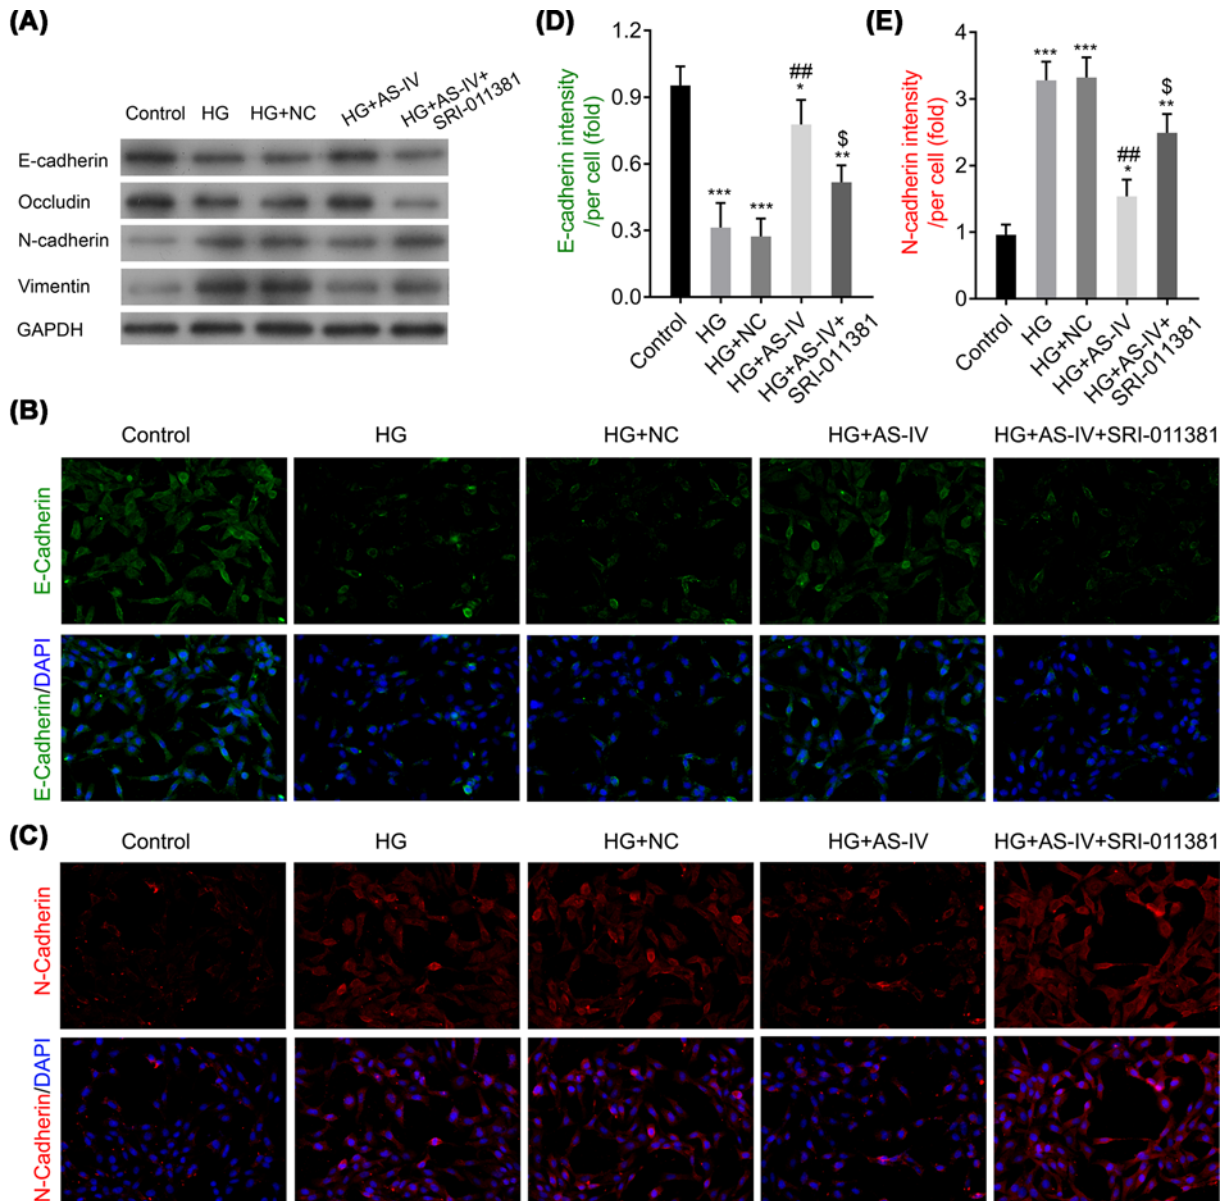 (A)
Control HG HG+NC HG+AS-IV HG+AS-IV+
SRI-011381
E-cadherin
Occludin
N-cadherin
Vimentin
GAPDH
(D)
E-cadherin intensity
/per cell (fold)
1.2
0.9
0.6
0.3
0.0
***
***
##
*
$
**
Control
HG
HG+NC
HG+AS-IV
HG+AS-IV+
SRI-011381
(E)
N-cadherin intensity
/per cell (fold)
4
3
2
1
0
***
***
##
*
$
**
Control
HG
HG+NC
HG+AS-IV
HG+AS-IV+
SRI-011381
(B)
Control HG HG+NC HG+AS-IV HG+AS-IV+SRI-011381
E-Cadherin
E-Cadherin/DAPI
(C)
Control HG HG+NC HG+AS-IV HG+AS-IV+SRI-011381
N-Cadherin
N-Cadherin/DAPI